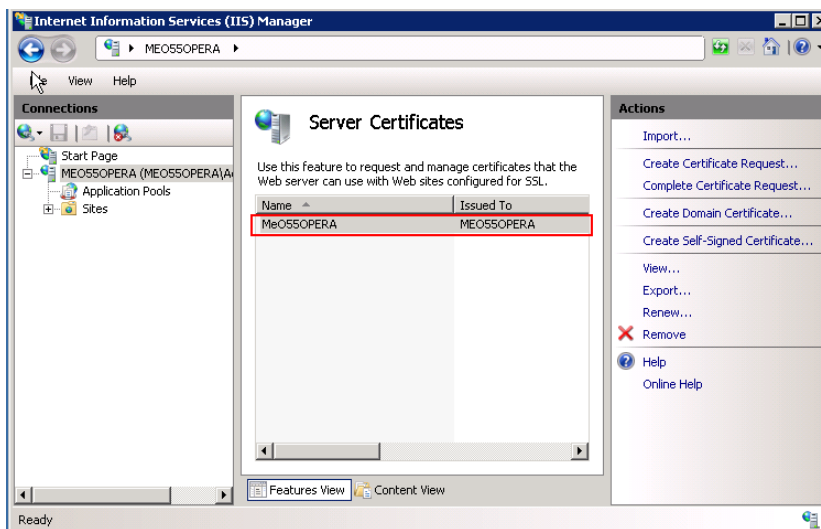 Internet Information Services (IIS) Manager
MEO55OPERA
View Help
Connections
Start Page
MEO55OPERA (MEO55OPERA\A
Application Pools
Sites
Server Certificates
Use this feature to request and manage certificates that the
Web server can use with Web sites configured for SSL.
Name Issued To
MeO55OPERA MEO55OPERA
Features View Content View
Actions
Import...
Create Certificate Request...
Complete Certificate Request...
Create Domain Certificate...
Create Self-Signed Certificate...
View...
Export...
Renew...
Remove
Help
Online Help
Ready